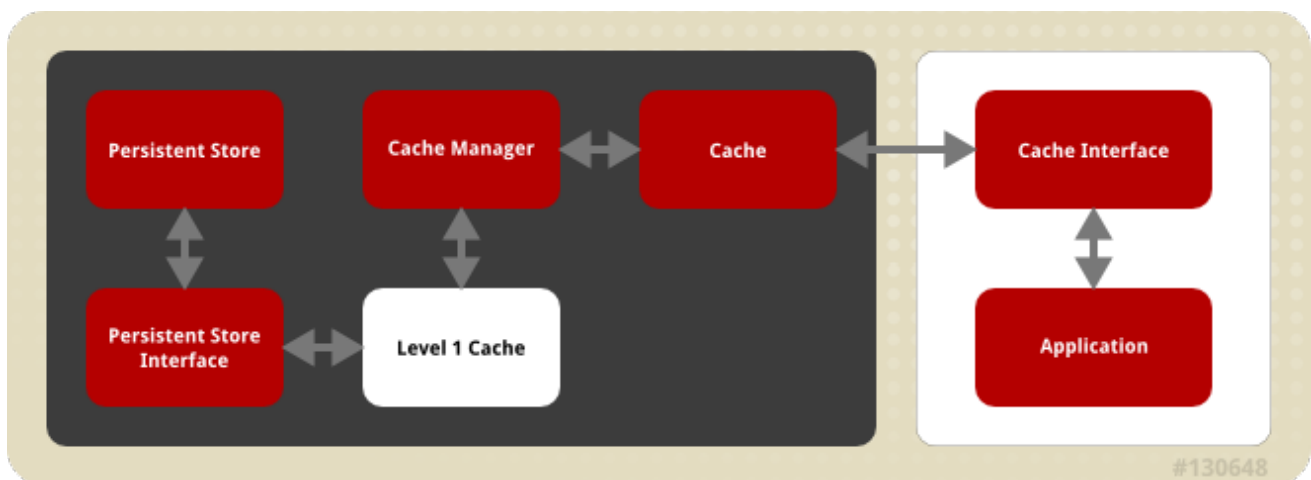 Persistent Store
Cache Manager
Cache
Cache Interface
Persistent Store
Interface
Level 1 Cache
Application
#130648